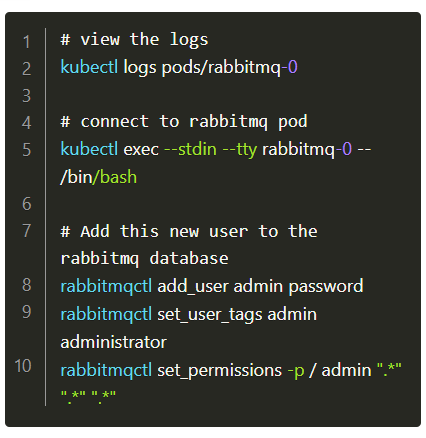 1 # view the logs
2 kubectl logs pods/rabbitmq-0
3
4 # connect to rabbitmq pod
5 kubectl exec --stdin --tty rabbitmq-0 --
/bin/bash
6
7 # Add this new user to the
rabbitmq database
8 rabbitmqctl add_user admin password
9 rabbitmqctl set_user_tags admin
administrator
10 rabbitmqctl set_permissions -p / admin ".*"
".*" ".*"